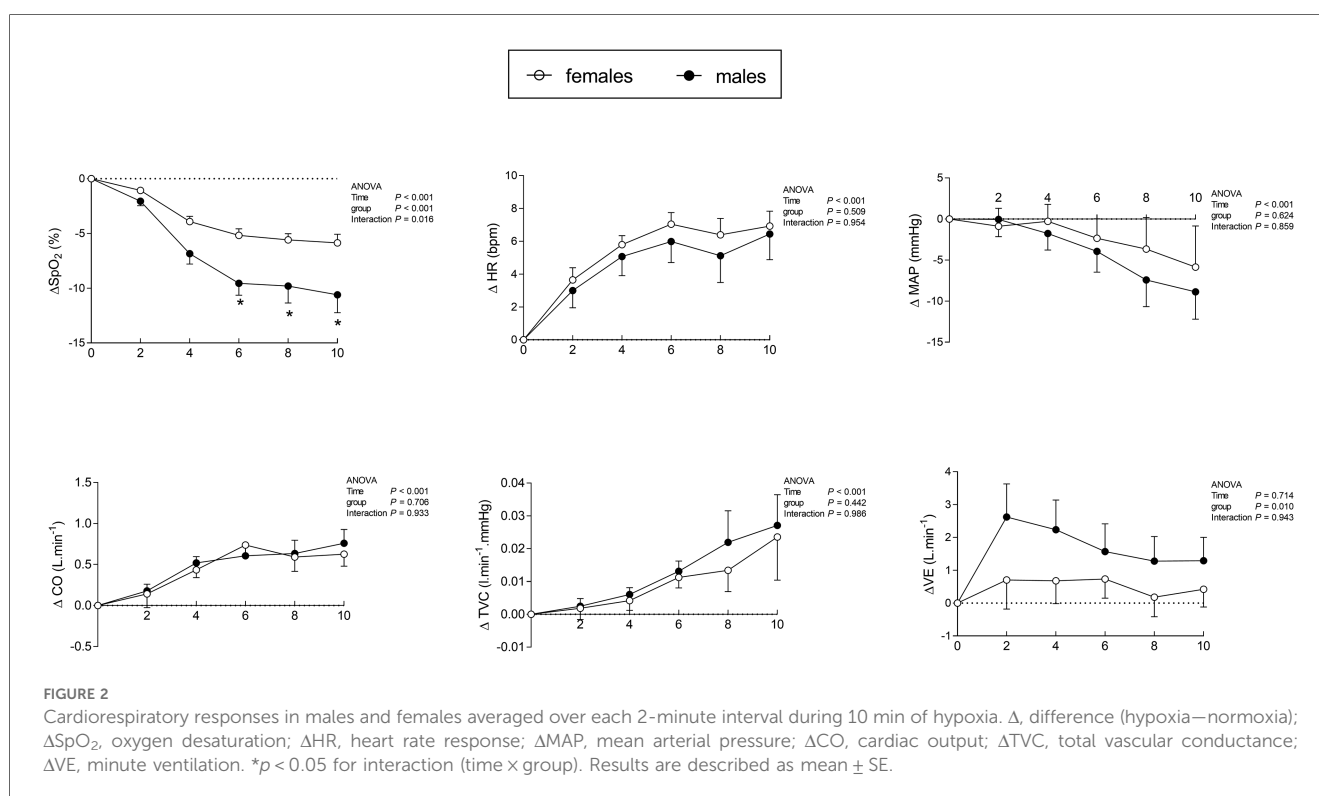 females males
0
-5
-10
-15
ΔSpO₂ (%)
ANOVA
Time P < 0.001
group P < 0.001
Interaction P = 0.016
* * *
0 2 4 6 8 10
10
8
6
4
2
0
Δ HR (bpm)
ANOVA
Time P < 0.001
group P = 0.509
Interaction P = 0.954
0 2 4 6 8 10
5
0
-5
-10
-15
Δ MAP (mmHg)
2 4 6 8 10
ANOVA
Time P < 0.001
group P = 0.624
Interaction P = 0.859
1.5
1.0
0.5
0.0
-0.5
Δ CO (L.min⁻¹)
ANOVA
Time P < 0.001
group P = 0.706
Interaction P = 0.933
2 4 6 8 10
0.04
0.03
0.02
0.01
0.00
-0.01
Δ TVC (l.min⁻¹.mmHg)
ANOVA
Time P < 0.001
group P = 0.442
Interaction P = 0.986
2 4 6 8 10
4
3
2
1
0
-1
ΔVE (L.min⁻¹)
ANOVA
Time P = 0.714
group P = 0.010
Interaction P = 0.943
0 2 4 6 8 10
FIGURE 2
Cardiorespiratory responses in males and females averaged over each 2-minute interval during 10 min of hypoxia. Δ, difference (hypoxia—normoxia);
ΔSpO₂, oxygen desaturation; ΔHR, heart rate response; ΔMAP, mean arterial pressure; ΔCO, cardiac output; ΔTVC, total vascular conductance;
ΔVE, minute ventilation. *p < 0.05 for interaction (time × group). Results are described as mean ± SE.